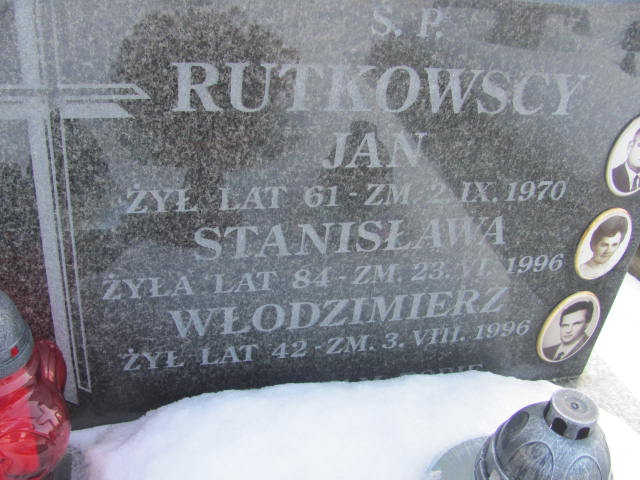 Ś. P.
RUTKOWSCY
JAN
ŻYŁ LAT 61 - ZM. 2. IX. 1970
STANISŁAWA
ŻYŁA LAT 84 - ZM. 23. VI. 1996
WŁODZIMIERZ
ŻYŁ LAT 42 - ZM. 3. VIII. 1996